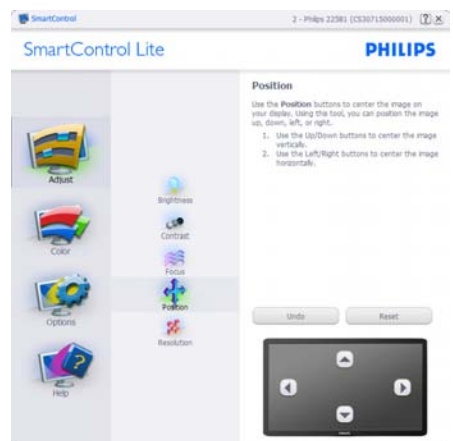 SmartControl
2 - Philips 225B1 (CS30715000001)
SmartControl Lite
PHILIPS
Adjust
Color
Options
Help
Brightness
Contrast
Focus
Position
Resolution
Position
Use the Position buttons to center the image on
your display. Using this tool, you can position the image
up, down, left, or right.
1. Use the Up/Down buttons to center the image
vertically.
2. Use the Left/Right buttons to center the image
horizontally.
Undo
Reset